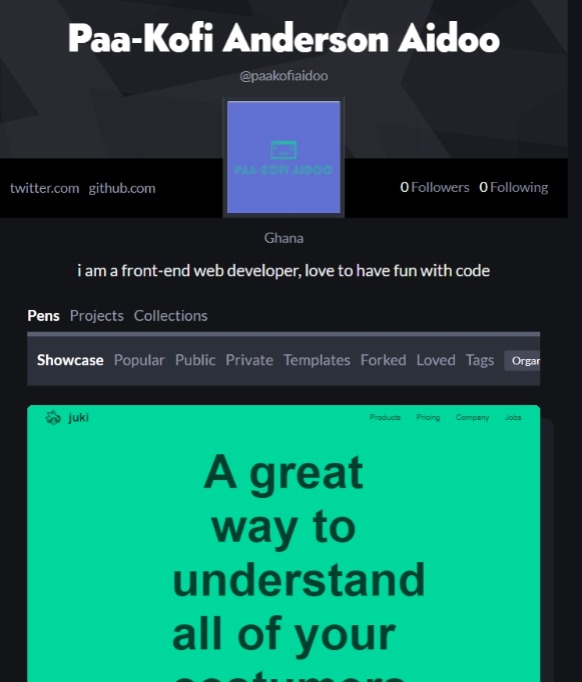 Paa-Kofi Anderson Aidoo
@paakofiaidoo
PAA-KOFI AIDOO
twitter.com github.com
0 Followers 0 Following
Ghana
i am a front-end web developer, love to have fun with code
Pens Projects Collections
Showcase Popular Public Private Templates Forked Loved Tags Organ
juki Products Pricing Company Jobs
A great
way to
understand
all of your
costumers